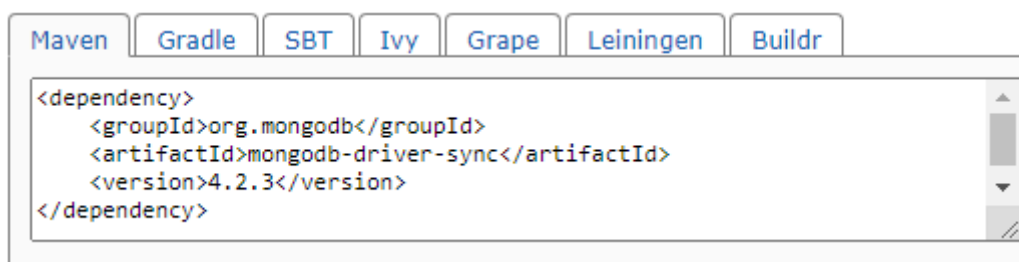 Maven Gradle SBT Ivy Grape Leiningen Buildr
<dependency>
    <groupId>org.mongodb</groupId>
    <artifactId>mongodb-driver-sync</artifactId>
    <version>4.2.3</version>
</dependency>